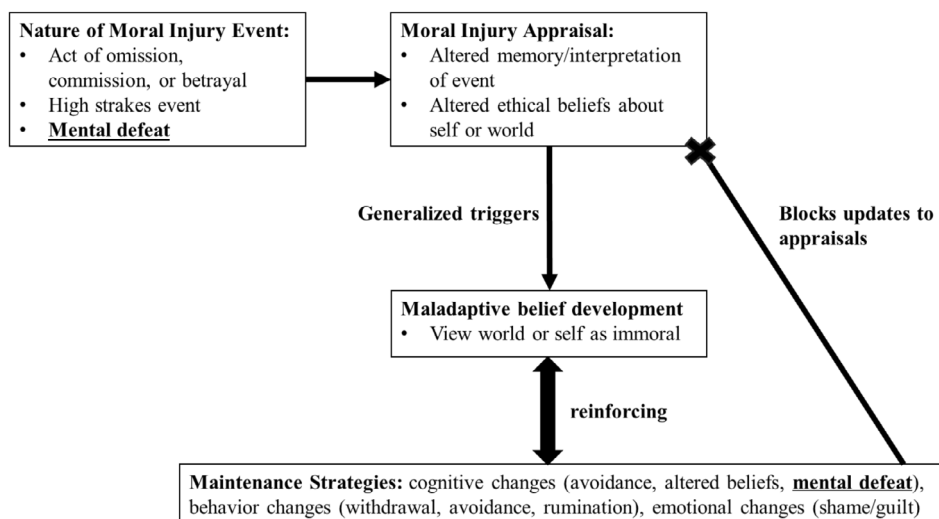 Nature of Moral Injury Event:
• Act of omission,
commission, or betrayal
• High strakes event
• Mental defeat
Moral Injury Appraisal:
• Altered memory/interpretation
of event
• Altered ethical beliefs about
self or world
Generalized triggers
Blocks updates to
appraisals
Maladaptive belief development
• View world or self as immoral
reinforcing
Maintenance Strategies: cognitive changes (avoidance, altered beliefs, mental defeat),
behavior changes (withdrawal, avoidance, rumination), emotional changes (shame/guilt)